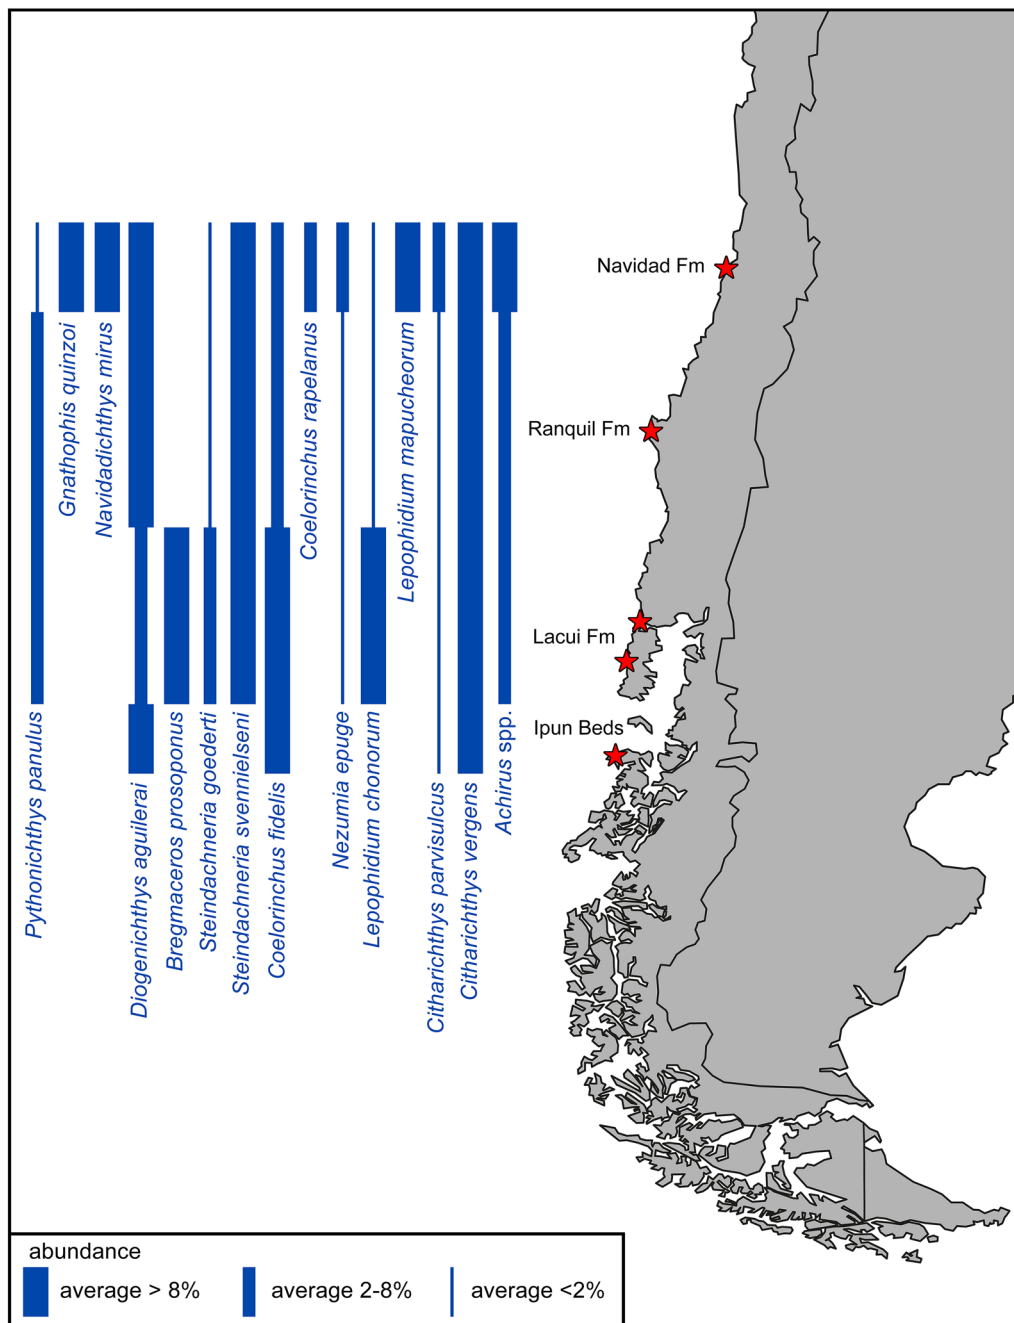 Navidad Fm
Ranquil Fm
Lacui Fm
Ipun Beds
Pythonichthys panulus
Gnathophis quinzoi
Navidadichthys mirus
Diogenichthys aguilerai
Bregmaceros prosoponus
Steindachneria goederti
Steindachneria svennielseni
Coelorinchus fidelis
Coelorinchus rapelanus
Nezumia epuge
Lepophidium chonorum
Lepophidium mapucheorum
Citharichthys parvisulcus
Citharichthys vergens
Achirus spp.
abundance
average > 8%
average 2-8%
average <2%